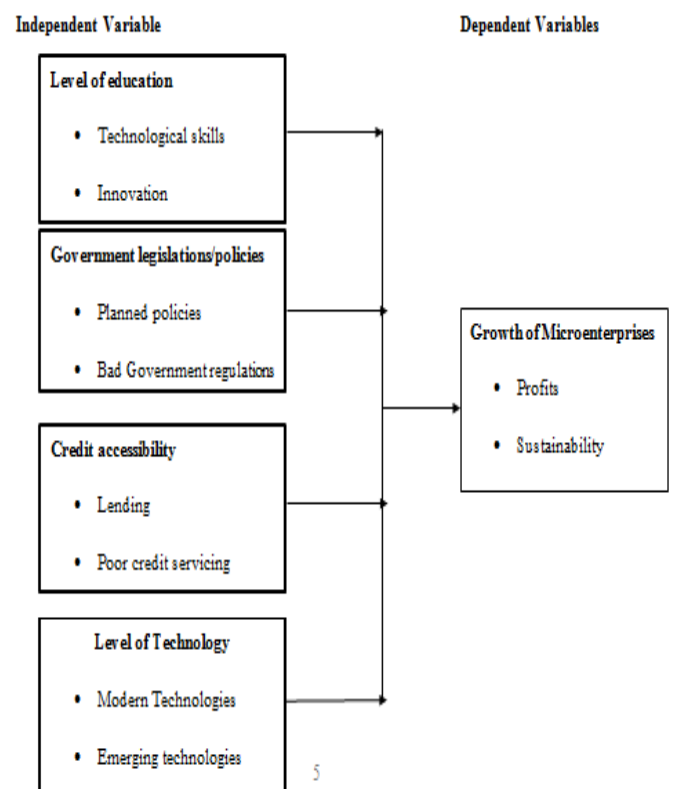 Independent Variable
Dependent Variables
Level of education
• Technological skills
• Innovation
Government legislations/policies
• Planned policies
• Bad Government regulations
Growth of Microenterprises
• Profits
• Sustainability
Credit accessibility
• Lending
• Poor credit servicing
Level of Technology
• Modern Technologies
• Emerging technologies
5